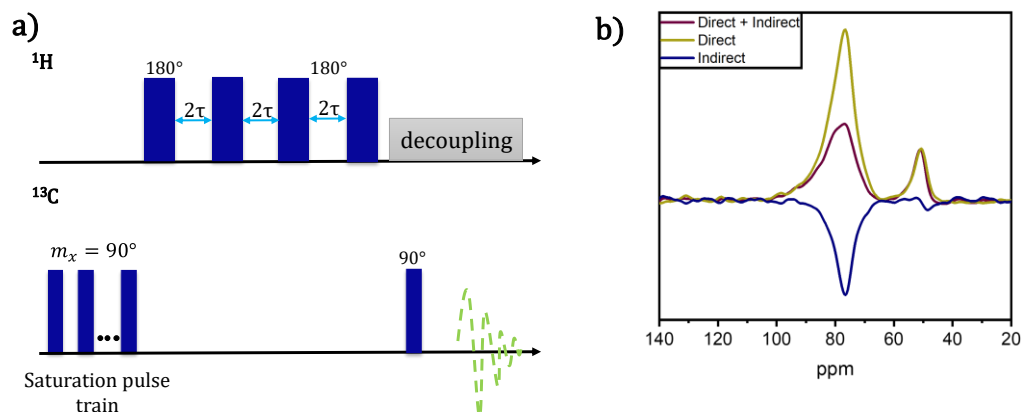 a)
¹H
180° 180°
2τ 2τ 2τ
decoupling
¹³C
m_x = 90°
90°
Saturation pulse
train
b)
Direct + Indirect
Direct
Indirect
140 120 100 80 60 40 20
ppm